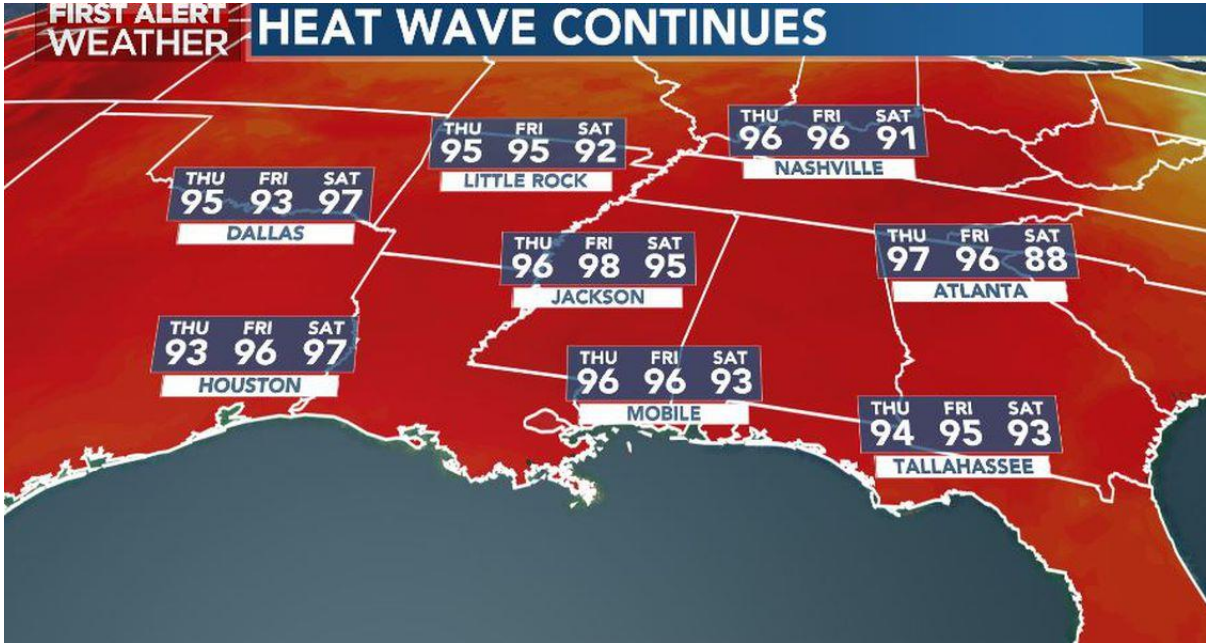 FIRST ALERT
WEATHER
HEAT WAVE CONTINUES
THU FRI SAT
96 96 91
NASHVILLE
THU FRI SAT
95 95 92
LITTLE ROCK
THU FRI SAT
95 93 97
DALLAS
THU FRI SAT
96 98 95
JACKSON
THU FRI SAT
97 96 88
ATLANTA
THU FRI SAT
93 96 97
HOUSTON
THU FRI SAT
96 96 93
MOBILE
THU FRI SAT
94 95 93
TALLAHASSEE